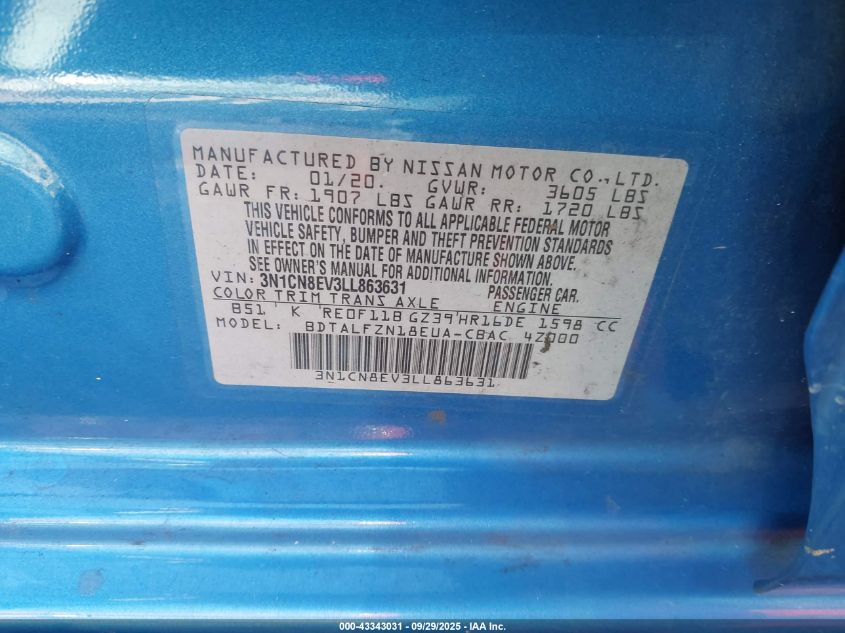 MANUFACTURED BY NISSAN MOTOR CO.,LTD.
DATE: 01/20. GVWR: 3605 LBS
GAWR FR: 1907 LBS GAWR RR: 1720 LBS
THIS VEHICLE CONFORMS TO ALL APPLICABLE FEDERAL MOTOR
VEHICLE SAFETY, BUMPER AND THEFT PREVENTION STANDARDS
IN EFFECT ON THE DATE OF MANUFACTURE SHOWN ABOVE.
SEE OWNER'S MANUAL FOR ADDITIONAL INFORMATION.
VIN: 3N1CN8EV3LL863631 PASSENGER CAR.
COLOR TRIM TRANS AXLE ENGINE
B51 K RE0F11B GZ39 HR16DE 1598 CC
MODEL: BDTALFZN18EUA-CBAC 4Z000
3N1CN8EV3LL863631
000-43343031 - 09/29/2025 - IAA Inc.